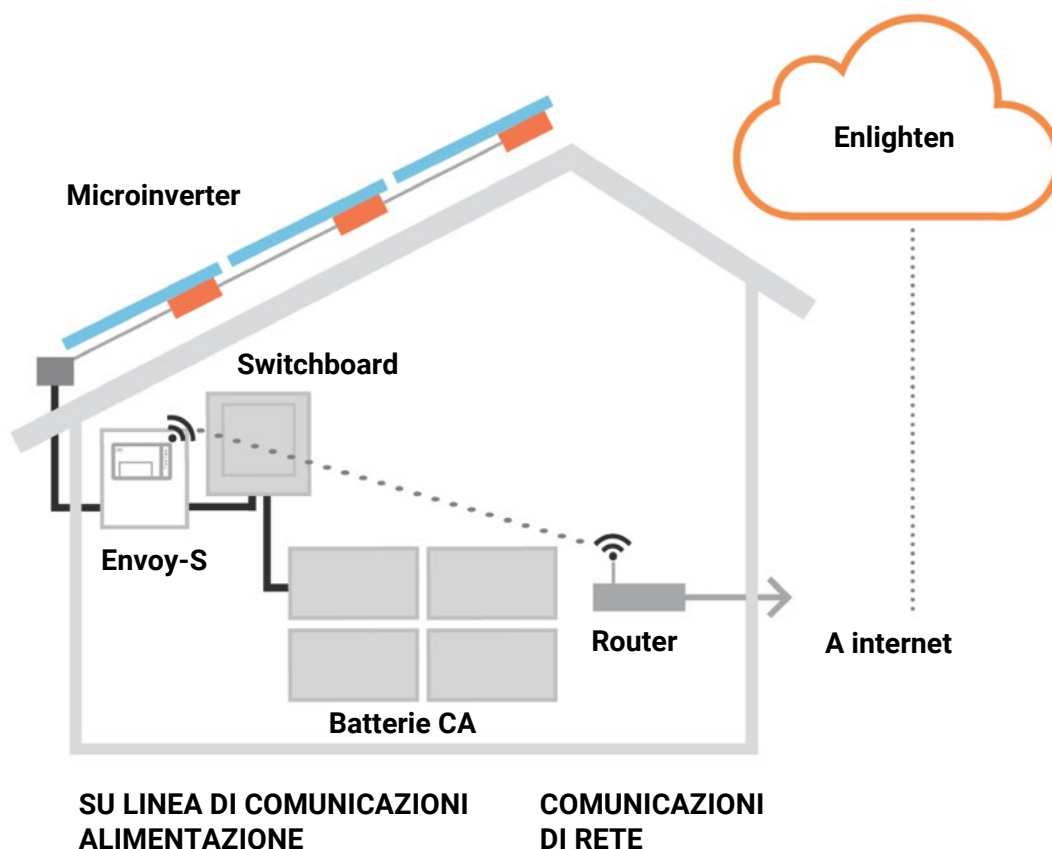 Enlighten
Microinverter
Switchboard
Envoy-S
Router
A internet
Batterie CA
SU LINEA DI COMUNICAZIONI
ALIMENTAZIONE
COMUNICAZIONI
DI RETE